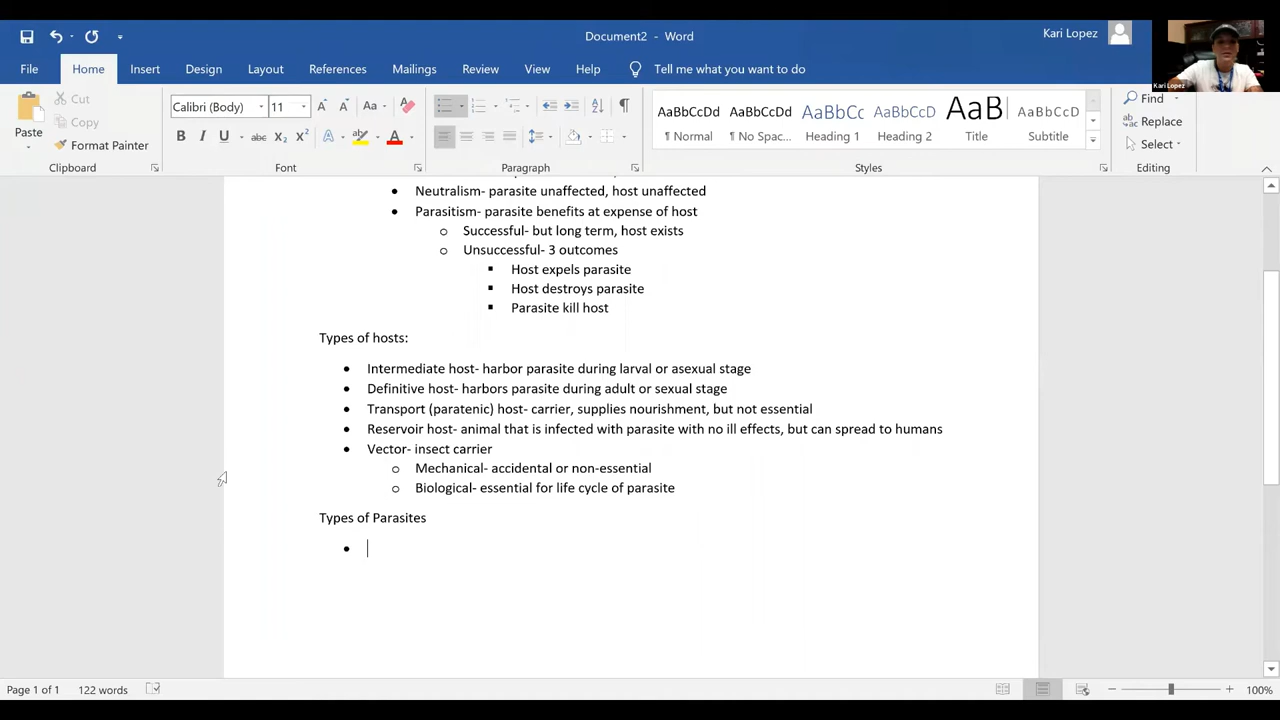 Document2 - Word
Kari Lopez
Kari Lopez
File Home Insert Design Layout References Mailings Review View Help Tell me what you want to do
Paste
Cut
Copy
Format Painter
Calibri (Body) 11
AaBbCcDd AaBbCcDd AaBbCc AaBbCcD AaB AaBbCcD
¶ Normal ¶ No Spac... Heading 1 Heading 2 Title Subtitle
Find
Replace
Select
Clipboard Font Paragraph Styles Editing
• Neutralism- parasite unaffected, host unaffected
• Parasitism- parasite benefits at expense of host
o Successful- but long term, host exists
o Unsuccessful- 3 outcomes
▪ Host expels parasite
▪ Host destroys parasite
▪ Parasite kill host
Types of hosts:
• Intermediate host- harbor parasite during larval or asexual stage
• Definitive host- harbors parasite during adult or sexual stage
• Transport (paratenic) host- carrier, supplies nourishment, but not essential
• Reservoir host- animal that is infected with parasite with no ill effects, but can spread to humans
• Vector- insect carrier
o Mechanical- accidental or non-essential
o Biological- essential for life cycle of parasite
Types of Parasites
•
Page 1 of 1 122 words 100%